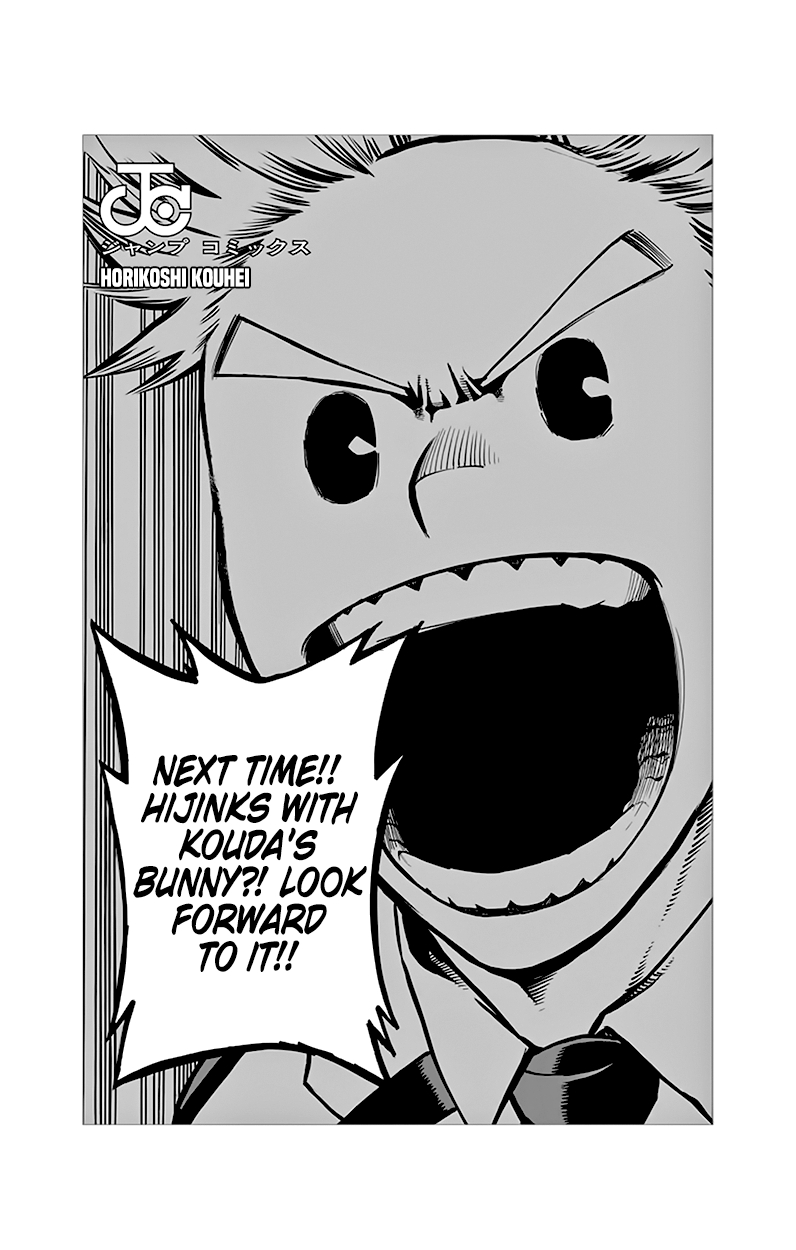 ジャンプ コミックス
HORIKOSHI KOUHEI
NEXT TIME!!
HIJINKS WITH
KOUDA'S
BUNNY?! LOOK
FORWARD
TO IT!!